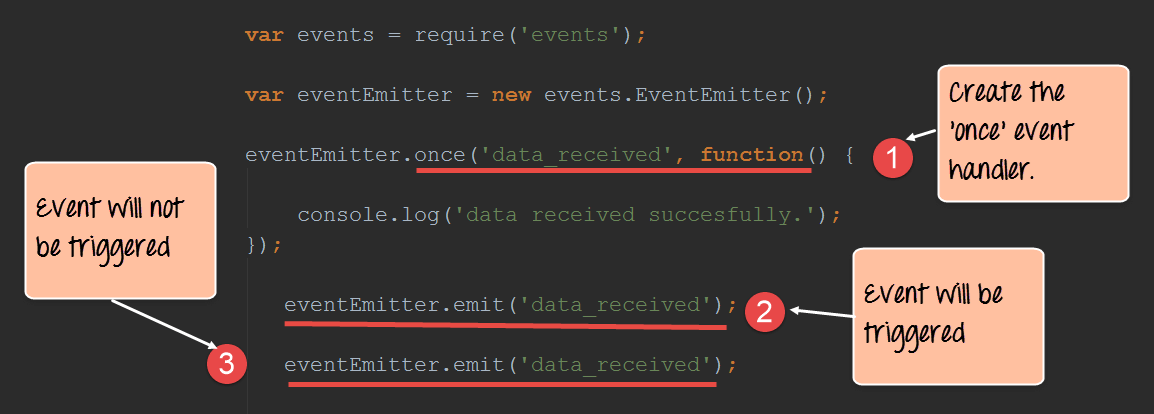 var events = require('events');
var eventEmitter = new events.EventEmitter();
Create the
'once' event
handler.
eventEmitter.once('data_received', function() {
1
Event will not
be triggered
console.log('data received succesfully.');
});
eventEmitter.emit('data_received');
2
Event will be
triggered
3
eventEmitter.emit('data_received');